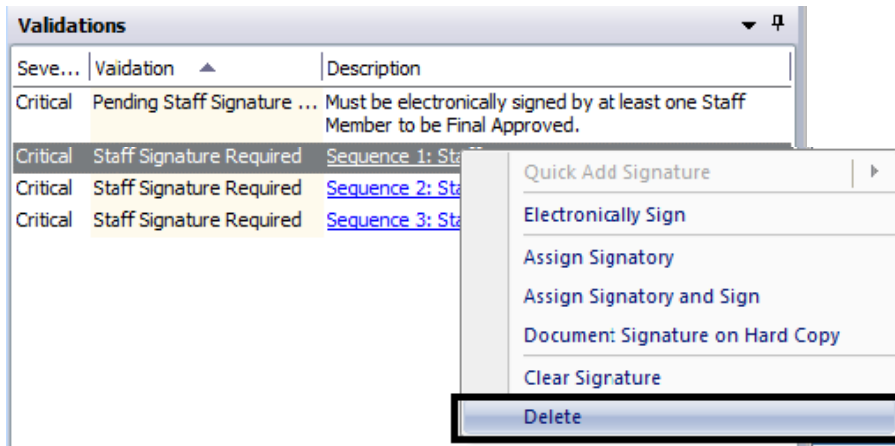 Validations
Seve... Vaidation Description
Critical Pending Staff Signature ... Must be electronically signed by at least one Staff
Member to be Final Approved.
Critical Staff Signature Required Sequence 1: Sta
Critical Staff Signature Required Sequence 2: Sta
Critical Staff Signature Required Sequence 3: Sta
Quick Add Signature
Electronically Sign
Assign Signatory
Assign Signatory and Sign
Document Signature on Hard Copy
Clear Signature
Delete